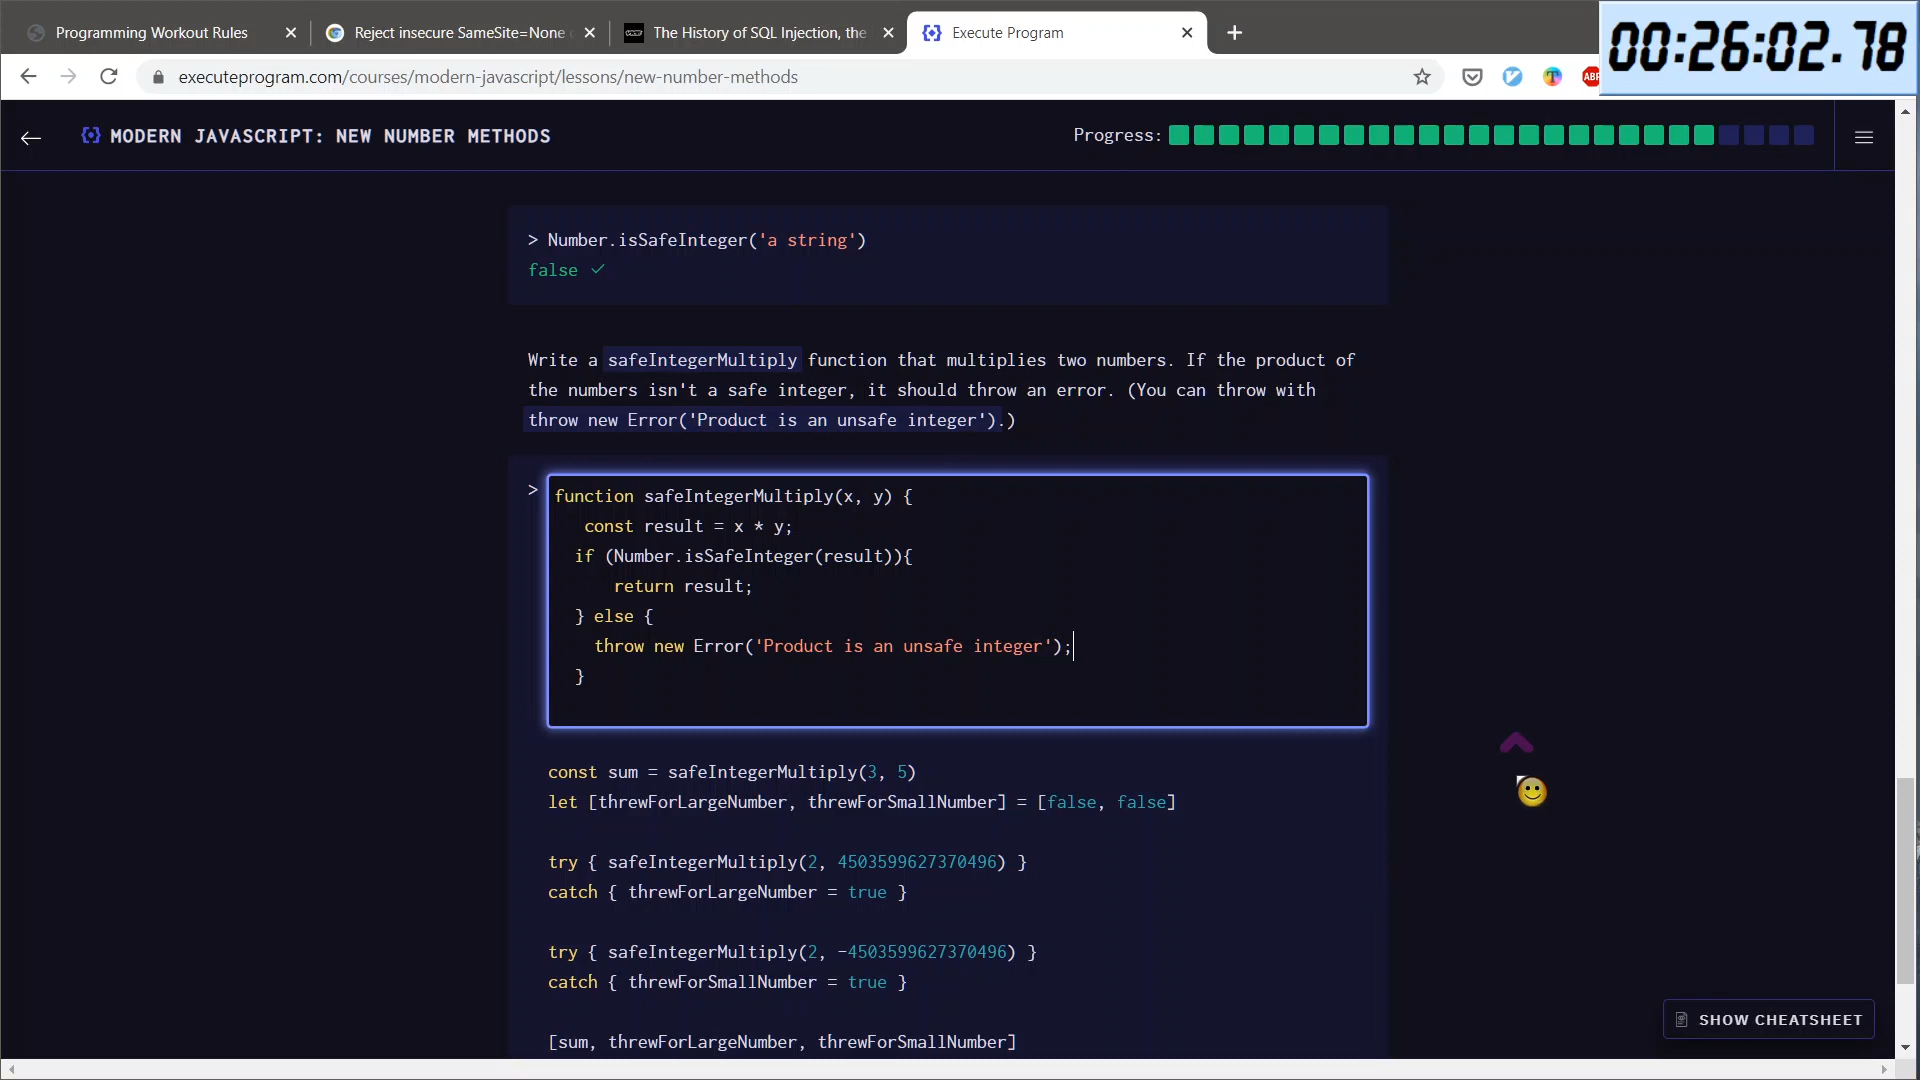 Programming Workout Rules
Reject insecure SameSite=None
The History of SQL Injection, the
Execute Program
00:26:02.78
executeprogram.com/courses/modern-javascript/lessons/new-number-methods
ABP
MODERN JAVASCRIPT: NEW NUMBER METHODS
Progress:
> Number.isSafeInteger('a string')
false ✓
Write a safeIntegerMultiply function that multiplies two numbers. If the product of
the numbers isn't a safe integer, it should throw an error. (You can throw with
throw new Error('Product is an unsafe integer').)
> function safeIntegerMultiply(x, y) {
const result = x * y;
if (Number.isSafeInteger(result)){
return result;
} else {
throw new Error('Product is an unsafe integer');
}
const sum = safeIntegerMultiply(3, 5)
let [threwForLargeNumber, threwForSmallNumber] = [false, false]
try { safeIntegerMultiply(2, 4503599627370496) }
catch { threwForLargeNumber = true }
try { safeIntegerMultiply(2, -4503599627370496) }
catch { threwForSmallNumber = true }
[sum, threwForLargeNumber, threwForSmallNumber]
SHOW CHEATSHEET